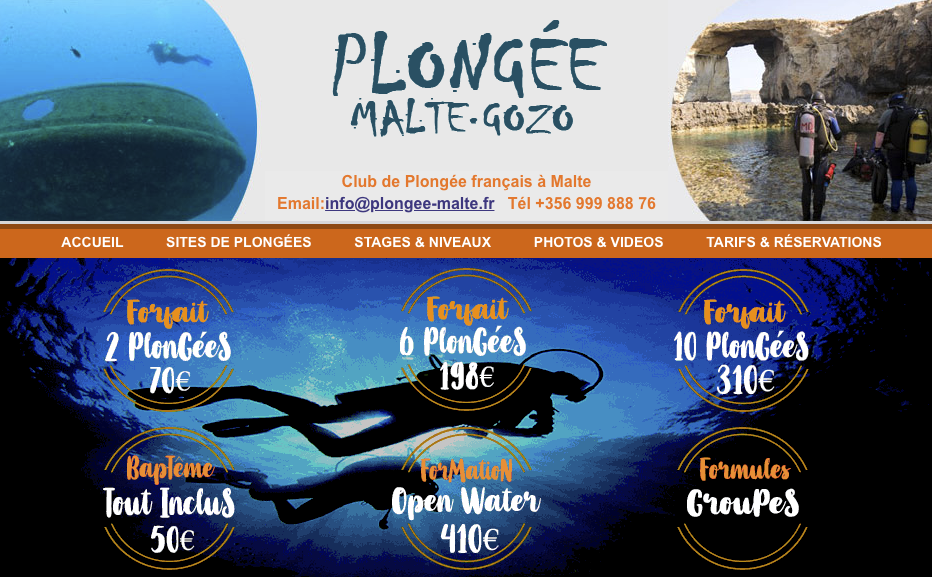 PLONGÉE
MALTE·GOZO
Club de Plongée français à Malte
Email:info@plongee-malte.fr Tél +356 999 888 76
ACCUEIL SITES DE PLONGÉES STAGES & NIVEAUX PHOTOS & VIDEOS TARIFS & RÉSERVATIONS
Forfait
2 PlonGéeS
70€
Forfait
6 PlonGéeS
198€
Forfait
10 PlonGéeS
310€
BapTeme
Tout IncluS
50€
ForMatioN
Open Water
410€
Formules
GrouPeS